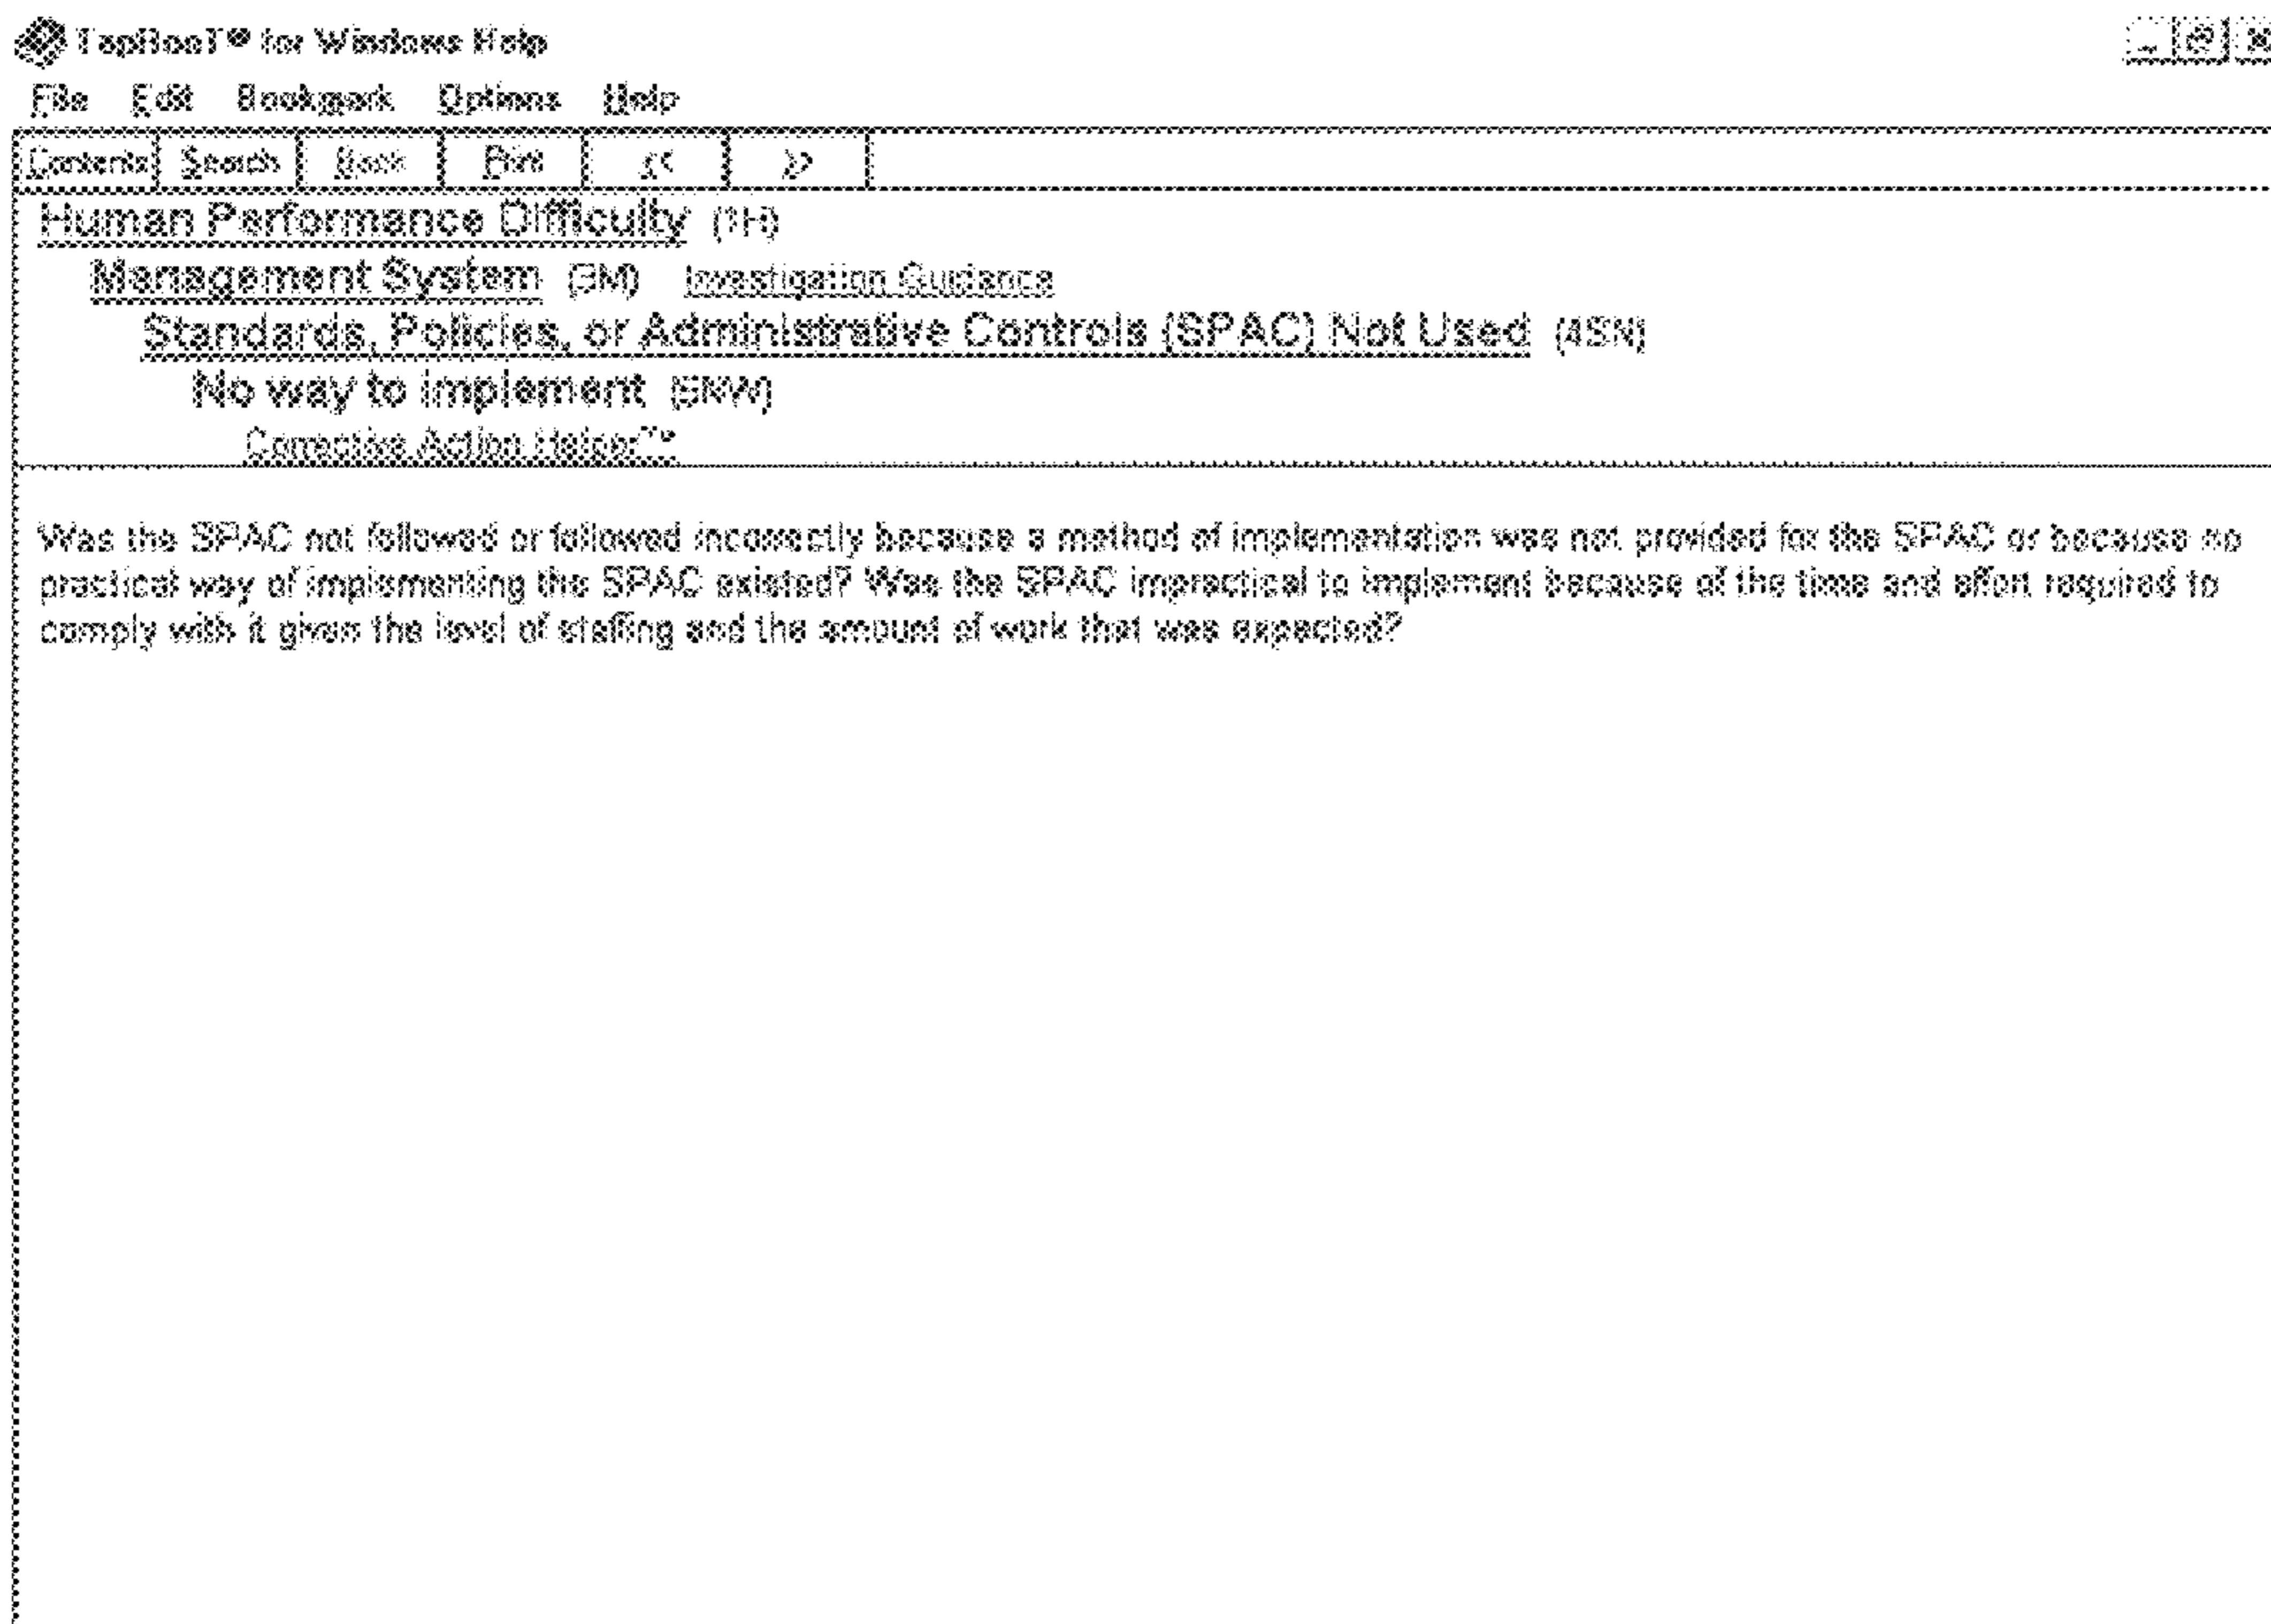 TapRooT® for Windows Help
File Edit Bookmark Options Help
Contents Search Back Print << >>
Human Performance Difficulty (1H)
Management System (3M) Investigation Guidance
Standards, Policies, or Administrative Controls (SPAC) Not Used (4SN)
No way to implement
Corrective Action Helper™
Was the SPAC not followed or followed incorrectly because a method of implementation was not provided for the SPAC or because no
practical way of implementing the SPAC existed? Was the SPAC impractical to implement because of the time and effort required to
comply with it given the level of staffing and the amount of work that was expected?